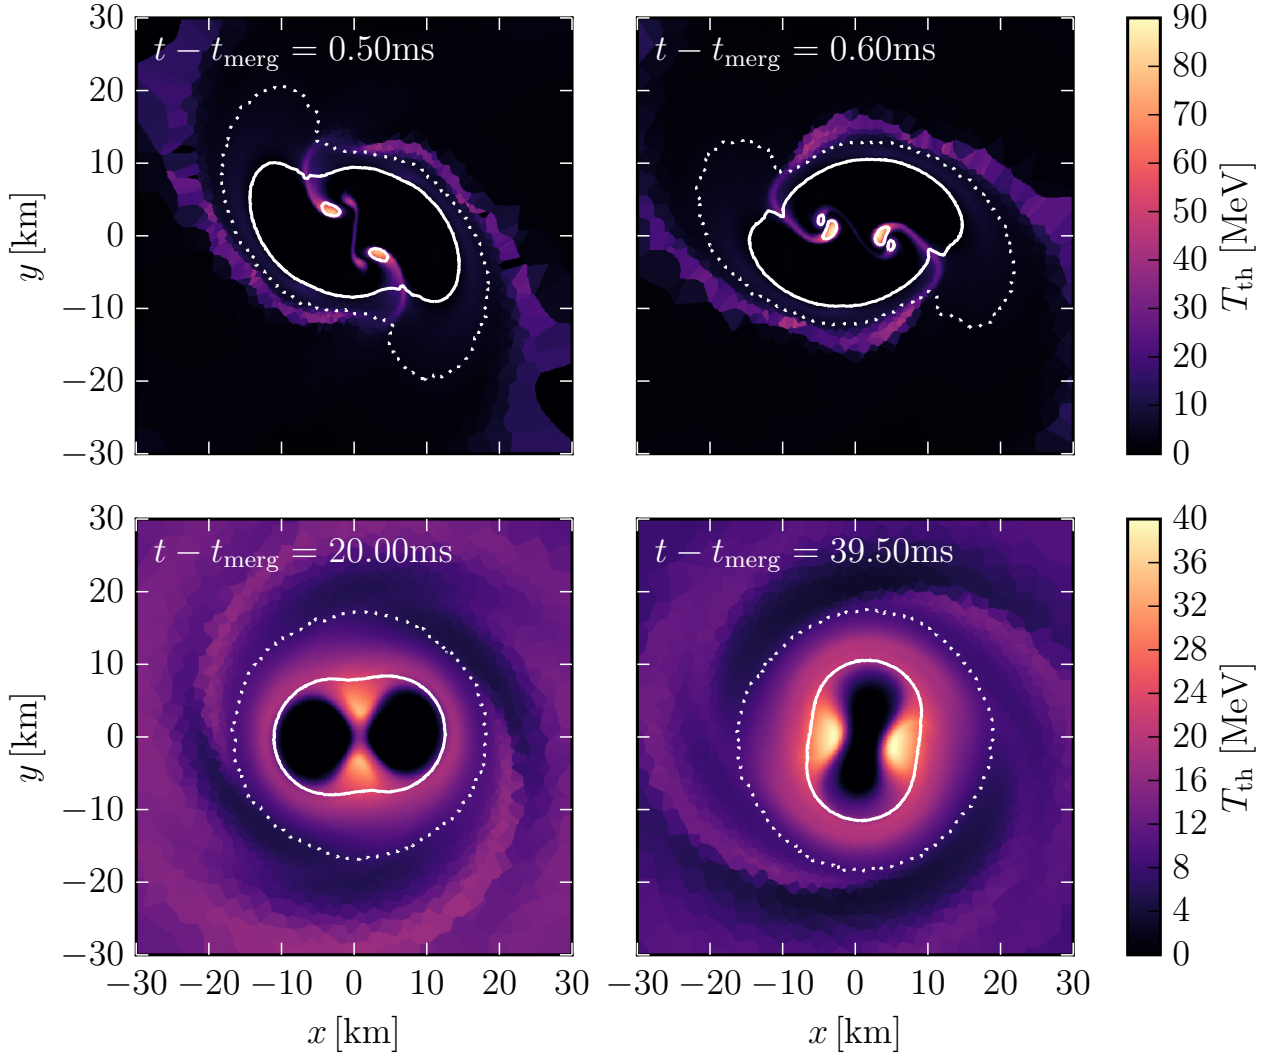 t − t_merg = 0.50ms
t − t_merg = 0.60ms
30
20
10
0
−10
−20
−30
y [km]
90
80
70
60
50
40
30
20
10
0
T_th [MeV]
t − t_merg = 20.00ms
t − t_merg = 39.50ms
30
20
10
0
−10
−20
−30
y [km]
40
36
32
28
24
20
16
12
8
4
0
T_th [MeV]
−30 −20 −10 0 10 20 30
−30 −20 −10 0 10 20 30
x [km]
x [km]